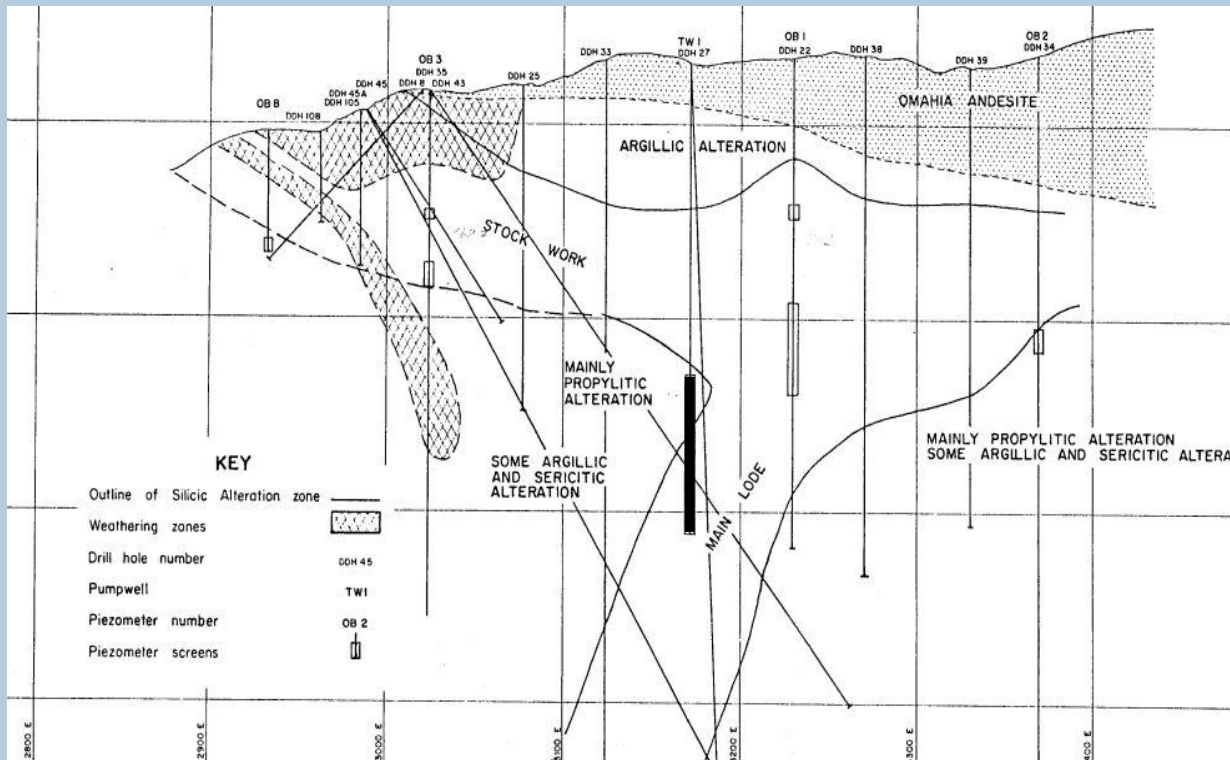 TW 1
DDH 27
OB 1
DDH 22
OB 2
DDH 34
DDH 33
DDH 38
DDH 39
OB 3
DDH 35
DDH 45
DDH 8
DDH 43
DDH 25
DDH 45A
DDH 105
OB 8
DDH 108
OMAHIA ANDESITE
ARGILLIC ALTERATION
STOCK WORK
MAINLY
PROPYLITIC
ALTERATION
SOME ARGILLIC
AND SERICITIC
ALTERATION
MAIN LODE
MAINLY PROPYLITIC ALTERATION
SOME ARGILLIC AND SERICITIC ALTERA
KEY
Outline of Silicic Alteration zone
Weathering zones
Drill hole number
DDH 45
Pumpwell
TW1
Piezometer number
OB 2
Piezometer screens
2800 E
2900 E
3000 E
3100 E
3200 E